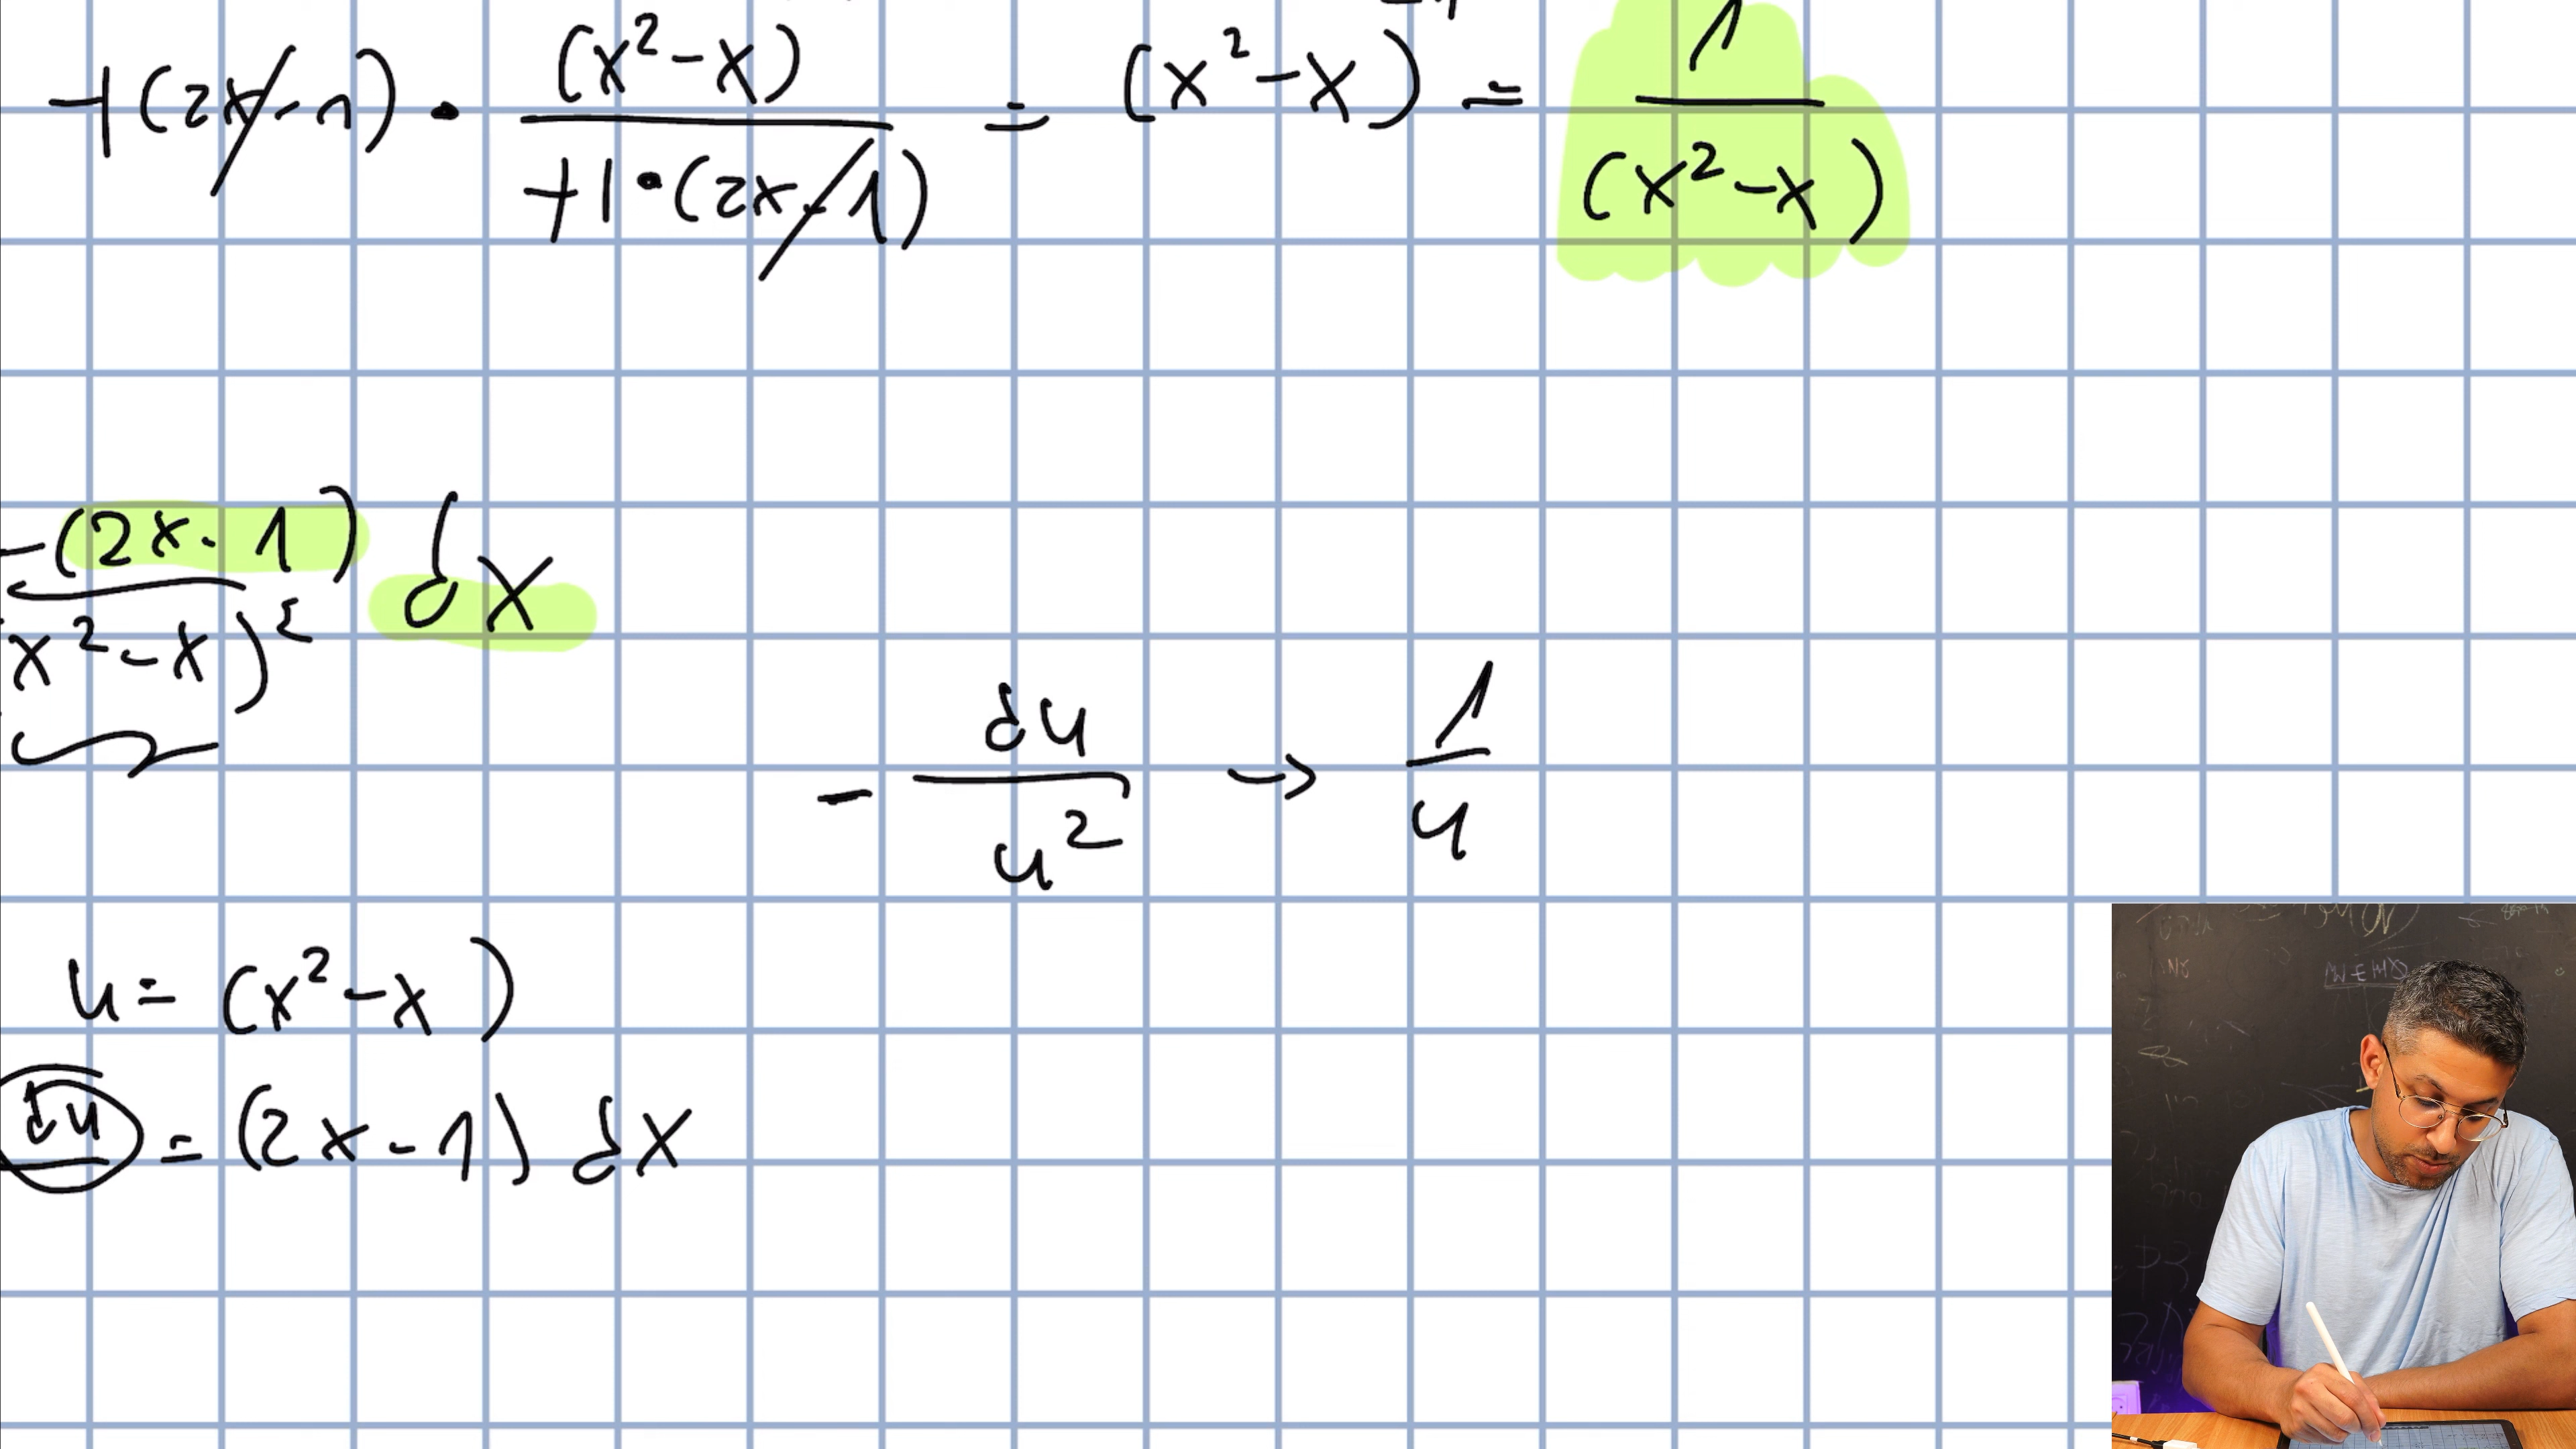 -1(2x-1) · (x²-x) / +1·(2x-1) = (x²-x)⁻¹ = 1 / (x²-x)
-(2x-1) / x²-x)² dx
- du / u² → 1 / u
u = (x²-x)
du = (2x-1) dx